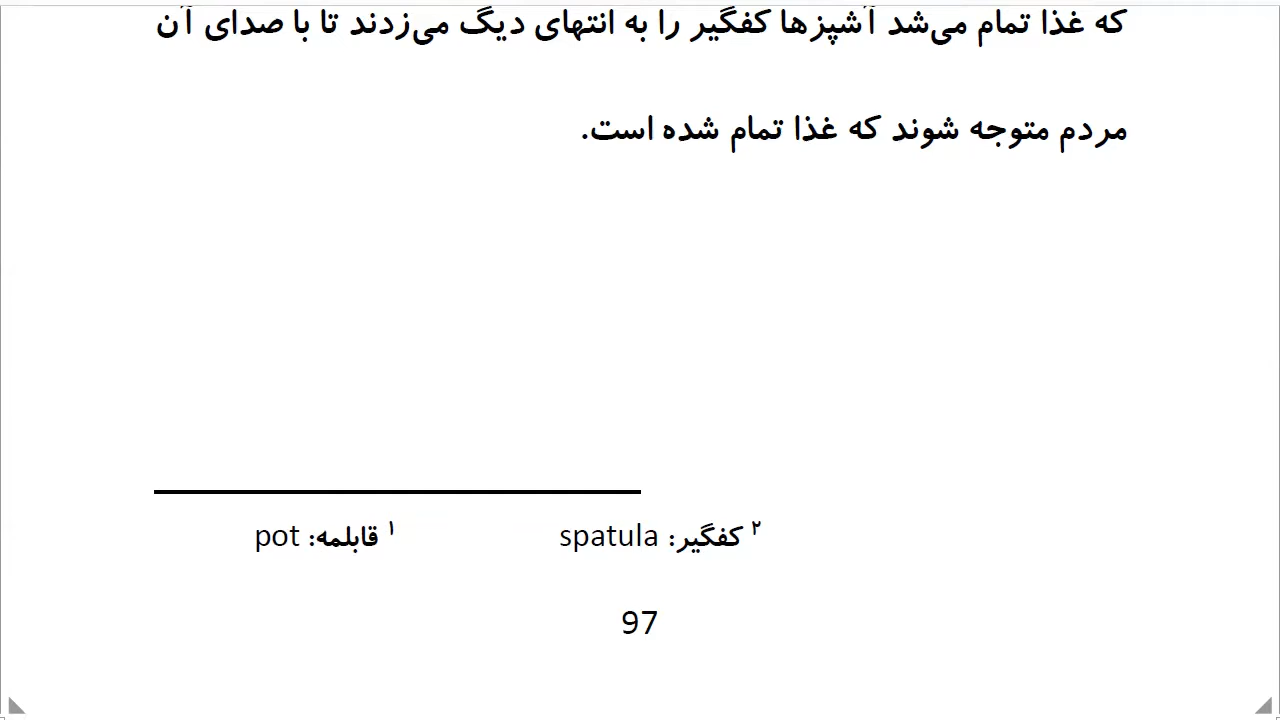 که غذا تمام می‌شد آشپزها کفگیر را به انتهای دیگ می‌زدند تا با صدای آن
مردم متوجه شوند که غذا تمام شده است.
۲ کفگیر: spatula ۱ قابلمه: pot
97